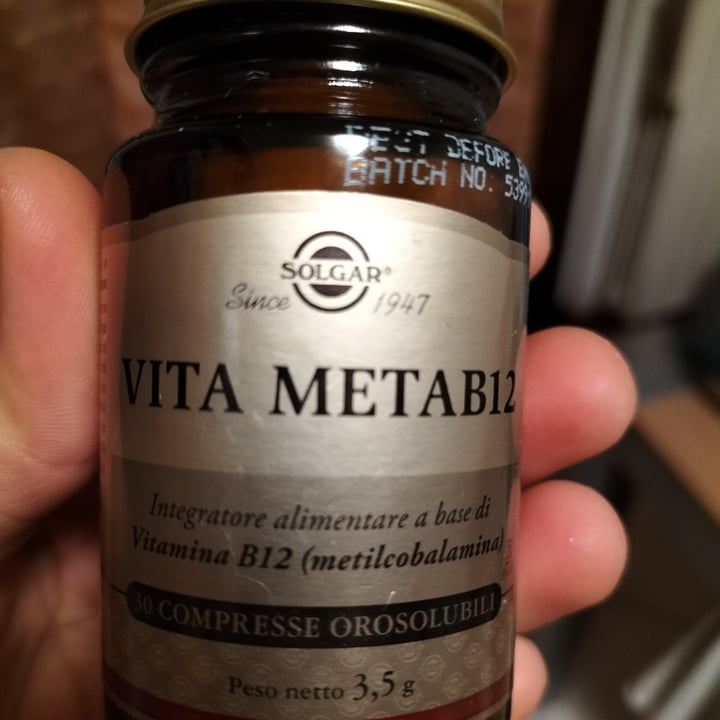 BEST BEFORE
BATCH NO. 5399
SOLGAR®
Since 1947
VITA METAB12
Integratore alimentare a base di
Vitamina B12 (metilcobalamina)
30 COMPRESSE OROSOLUBILI
Peso netto 3,5 g